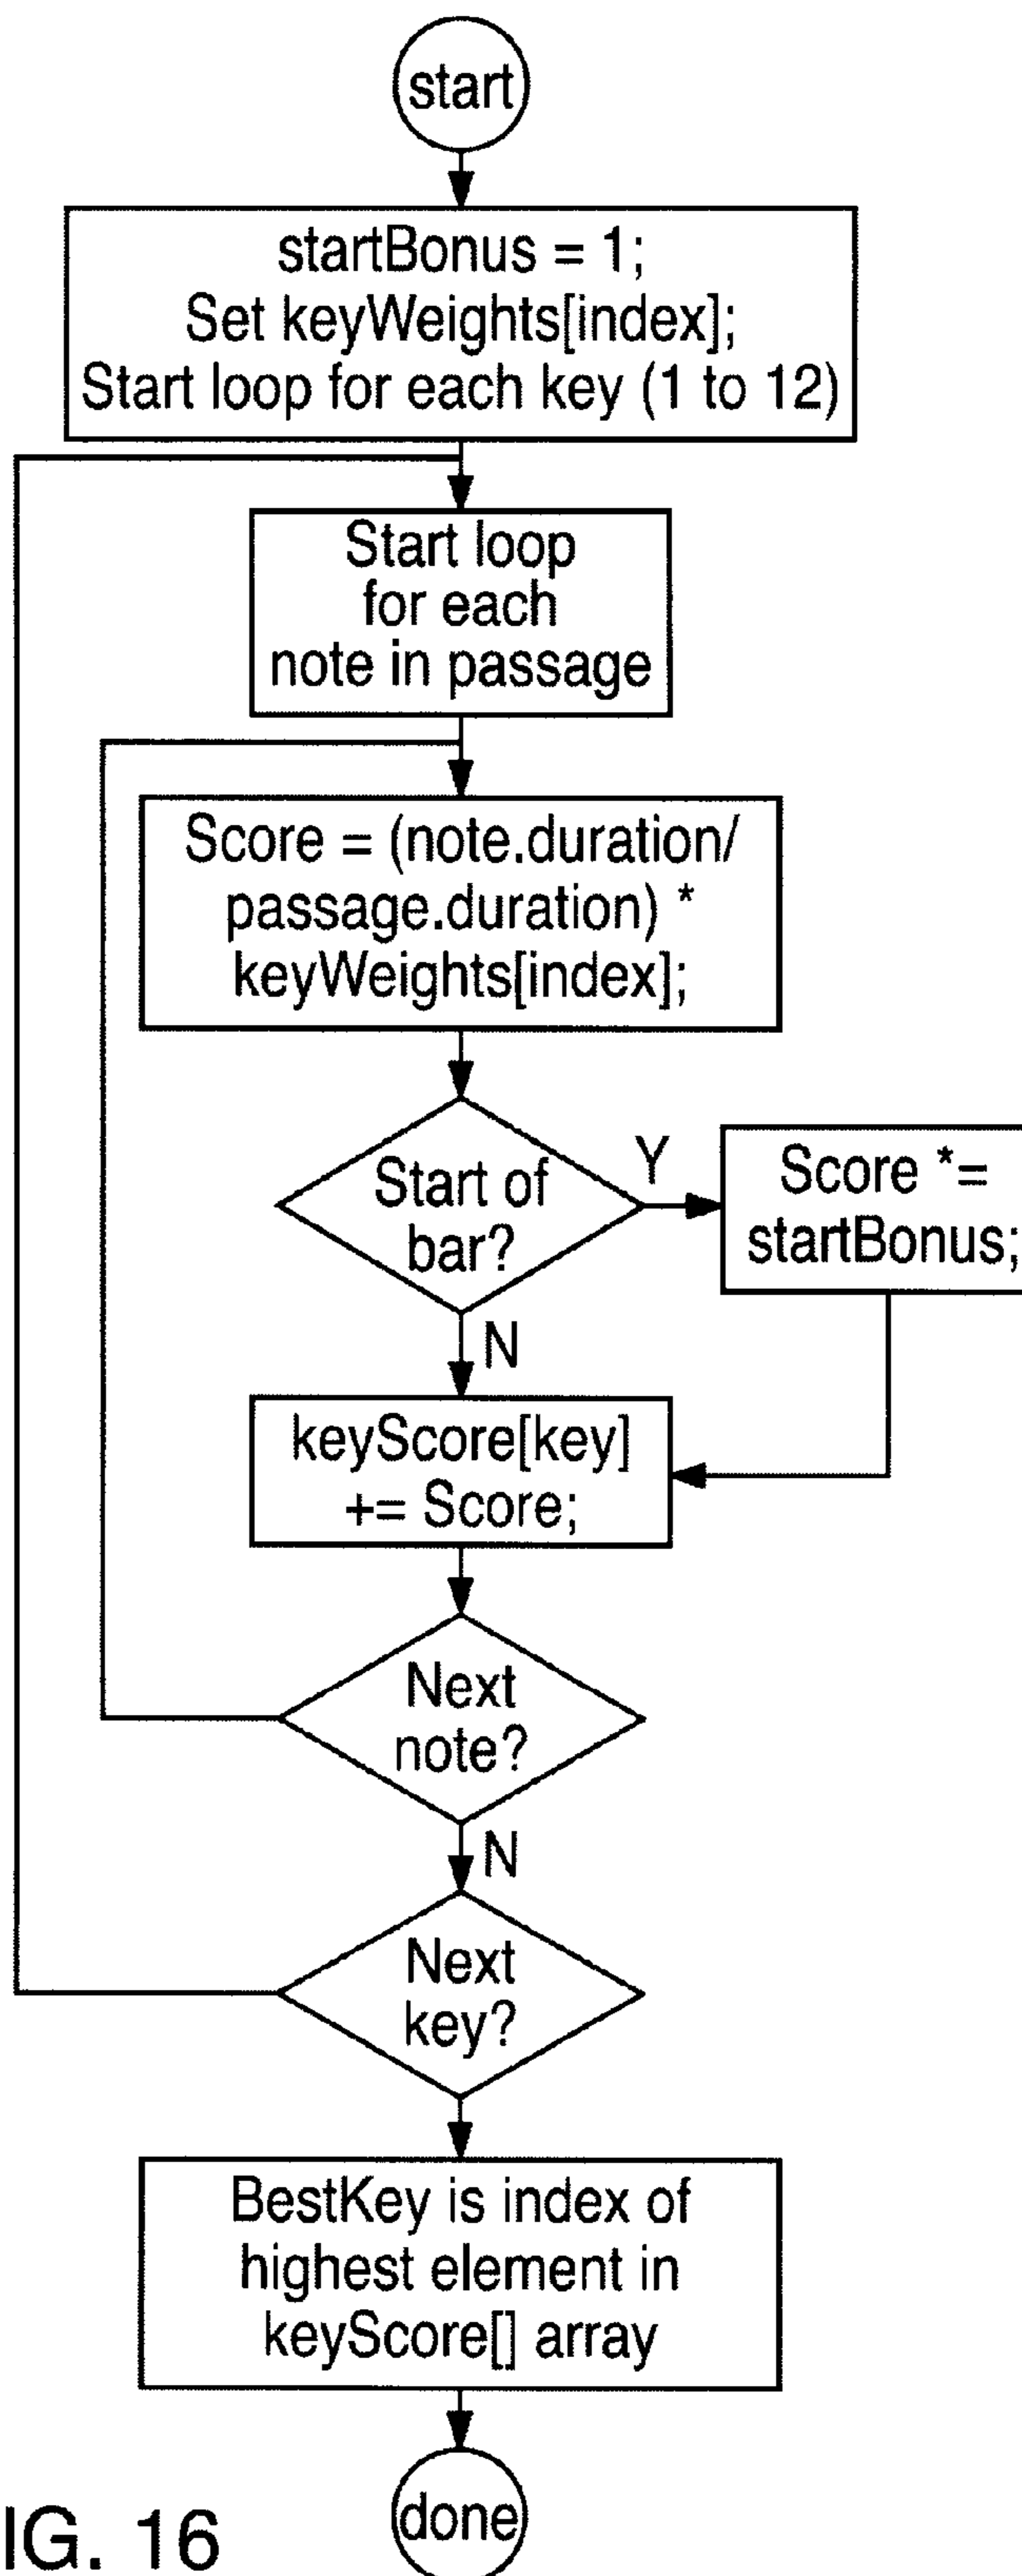 start
startBonus = 1;
Set keyWeights[index];
Start loop for each key (1 to 12)
Start loop
for each
note in passage
Score = (note.duration/
passage.duration) *
keyWeights[index];
Start of
bar?
Y
Score *=
startBonus;
N
keyScore[key]
+= Score;
Next
note?
N
Next
key?
BestKey is index of
highest element in
keyScore[] array
done
IG. 16